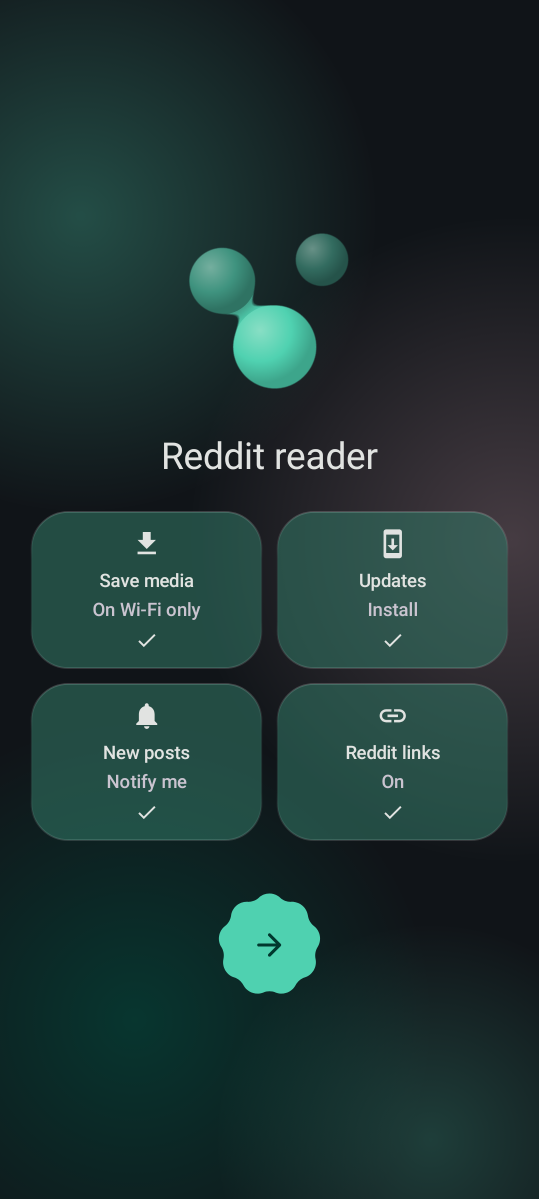 Reddit reader
Save media
On Wi-Fi only
Updates
Install
New posts
Notify me
Reddit links
On